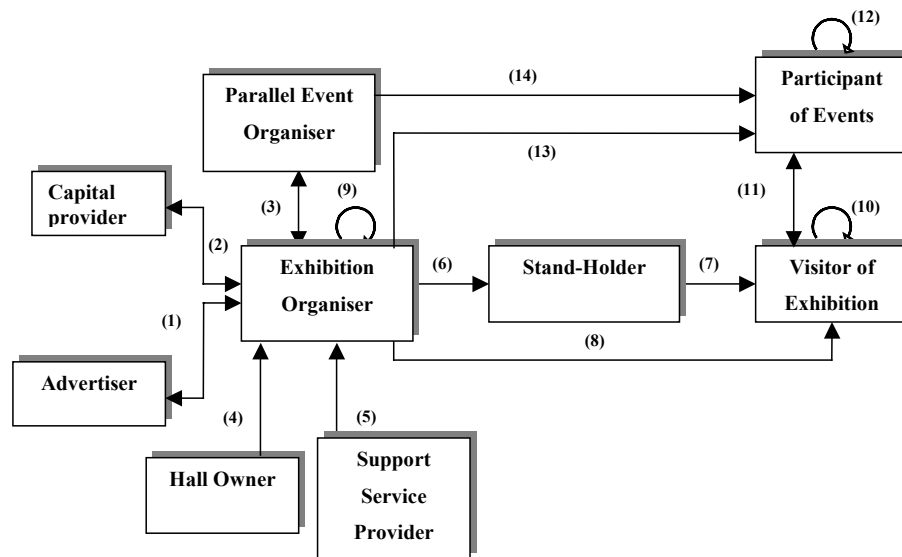 (12)
Participant
of Events
(14)
Parallel Event
Organiser
(13)
(9)
(3)
(11)
(10)
Capital
provider
(2)
Exhibition
Organiser
(6)
Stand-Holder
(7)
Visitor of
Exhibition
(1)
(8)
Advertiser
(4)
(5)
Hall Owner
Support
Service
Provider